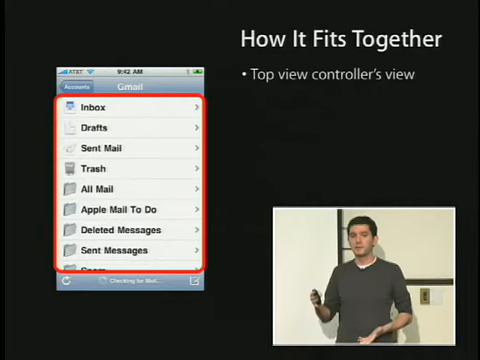 How It Fits Together
• Top view controller's view
AT&T 9:42 AM
Accounts Gmail
Inbox
Drafts
Sent Mail
Trash
All Mail
Apple Mail To Do
Deleted Messages
Sent Messages
Checking for Mail...